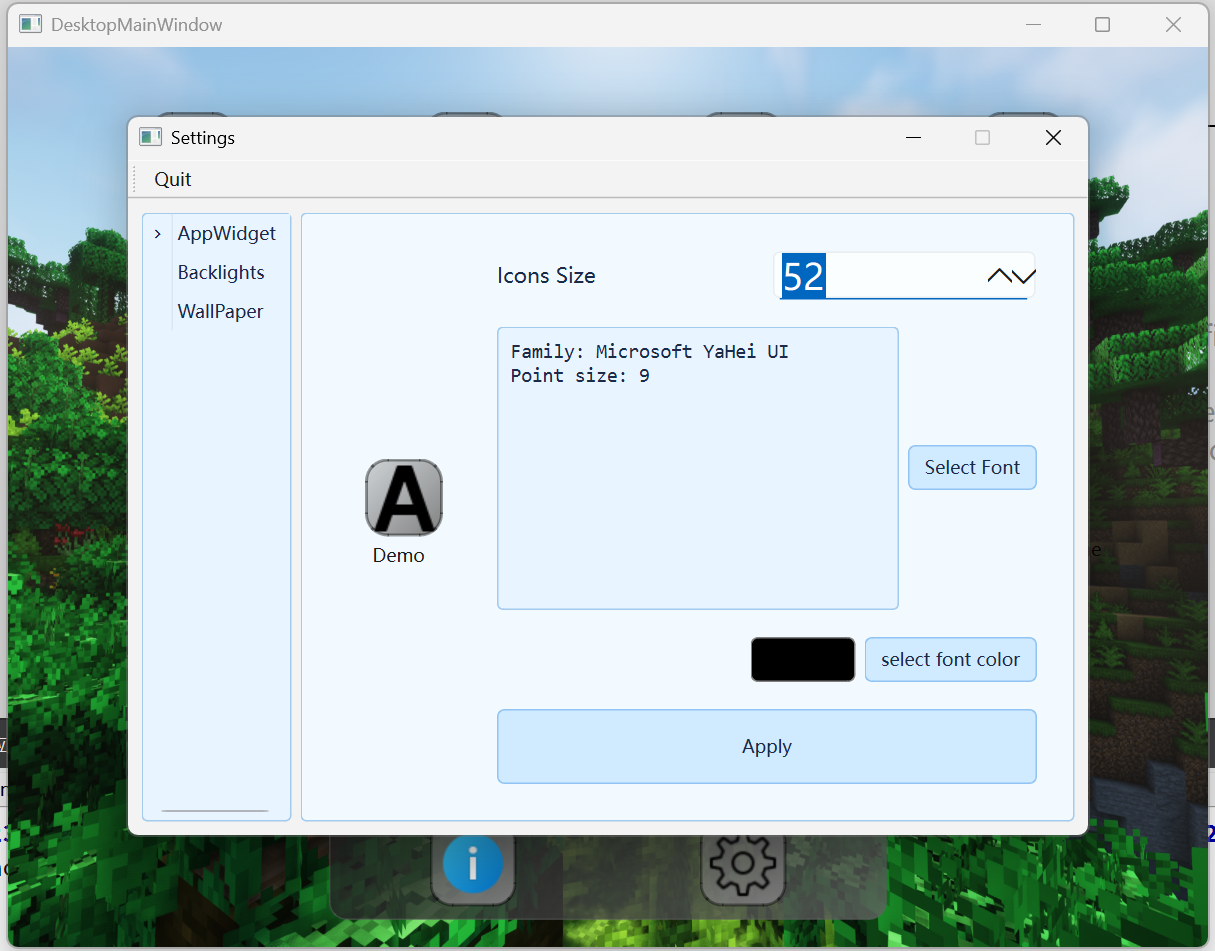 DesktopMainWindow
Settings
Quit
AppWidget
Backlights
WallPaper
Icons Size
52
Family: Microsoft YaHei UI
Point size: 9
Select Font
A
Demo
select font color
Apply